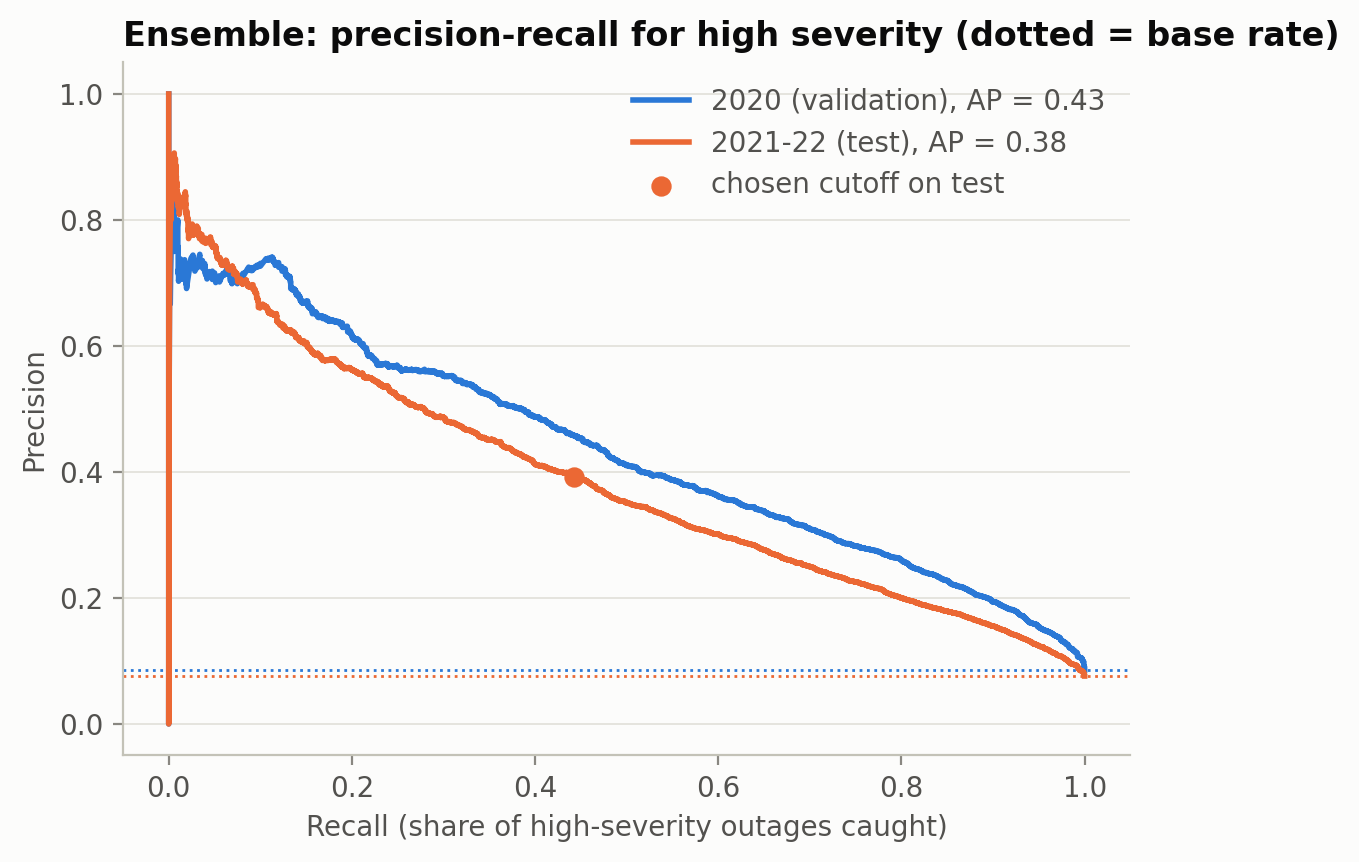 Ensemble: precision-recall for high severity (dotted = base rate)
2020 (validation), AP = 0.43
2021-22 (test), AP = 0.38
chosen cutoff on test
Precision
1.0
0.8
0.6
0.4
0.2
0.0
0.0 0.2 0.4 0.6 0.8 1.0
Recall (share of high-severity outages caught)